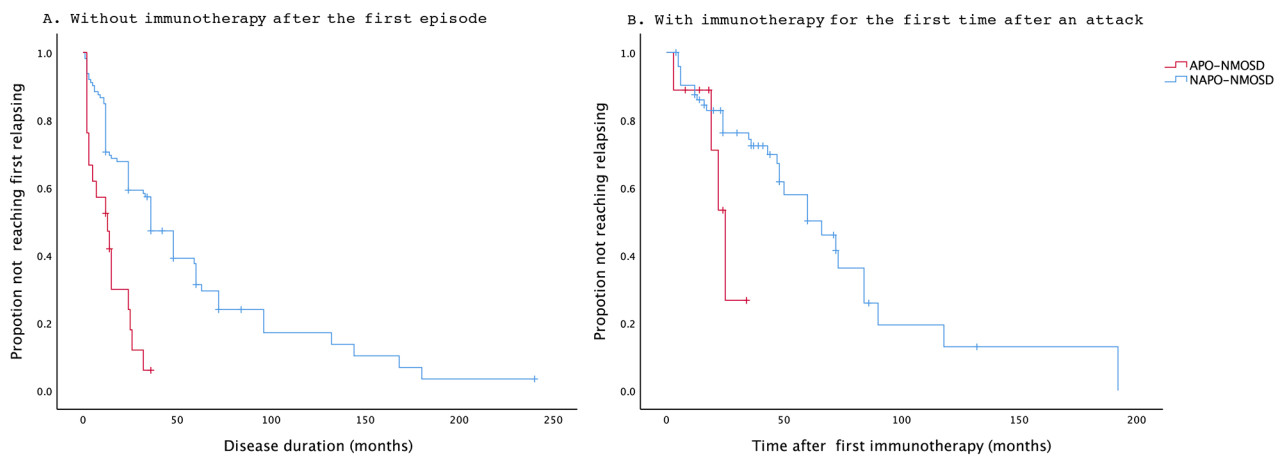 A. Without immunotherapy after the first episode
B. With immunotherapy for the first time after an attack
APO-NMOSD
NAPO-NMOSD
Propotion not reaching first relapsing
1.0
0.8
0.6
0.4
0.2
0.0
0 50 100 150 200 250
Disease duration (months)
Propotion not reaching relapsing
1.0
0.8
0.6
0.4
0.2
0.0
0 50 100 150 200
Time after first immunotherapy (months)